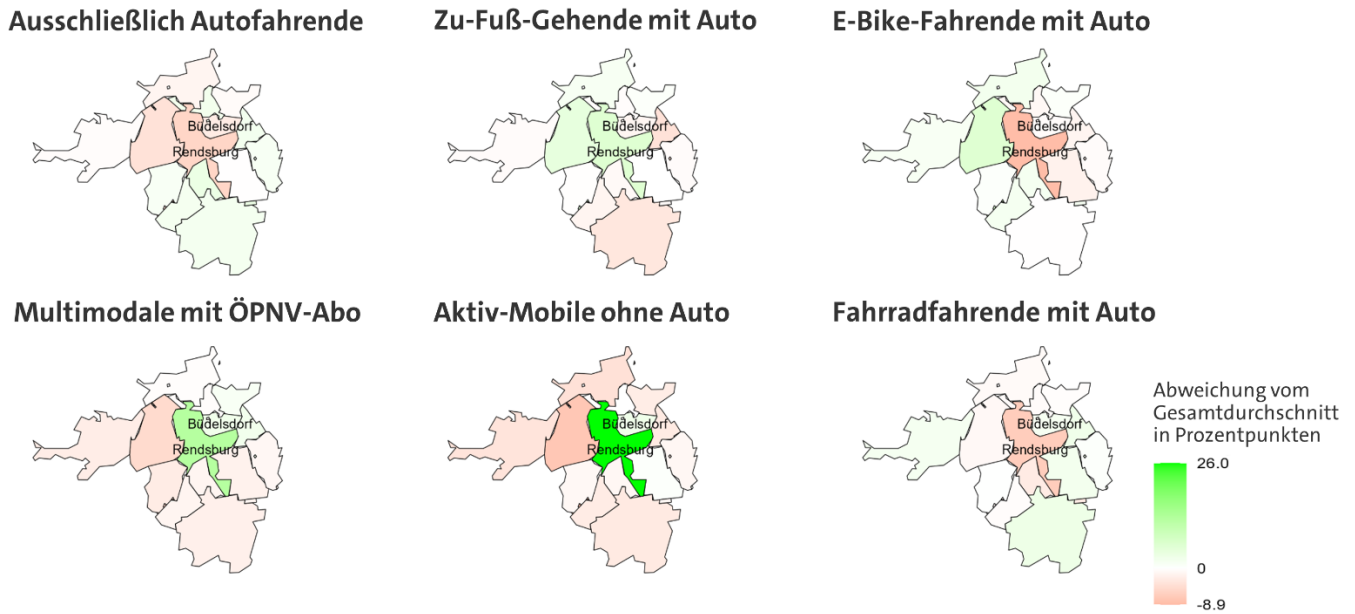 Ausschließlich Autofahrende
Zu-Fuß-Gehende mit Auto
E-Bike-Fahrende mit Auto
Büdelsdorf
Rendsburg
Büdelsdorf
Rendsburg
Büdelsdorf
Rendsburg
Multimodale mit ÖPNV-Abo
Aktiv-Mobile ohne Auto
Fahrradfahrende mit Auto
Büdelsdorf
Rendsburg
Büdelsdorf
Rendsburg
Büdelsdorf
Rendsburg
Abweichung vom
Gesamtdurchschnitt
in Prozentpunkten
26.0
0
-8.9